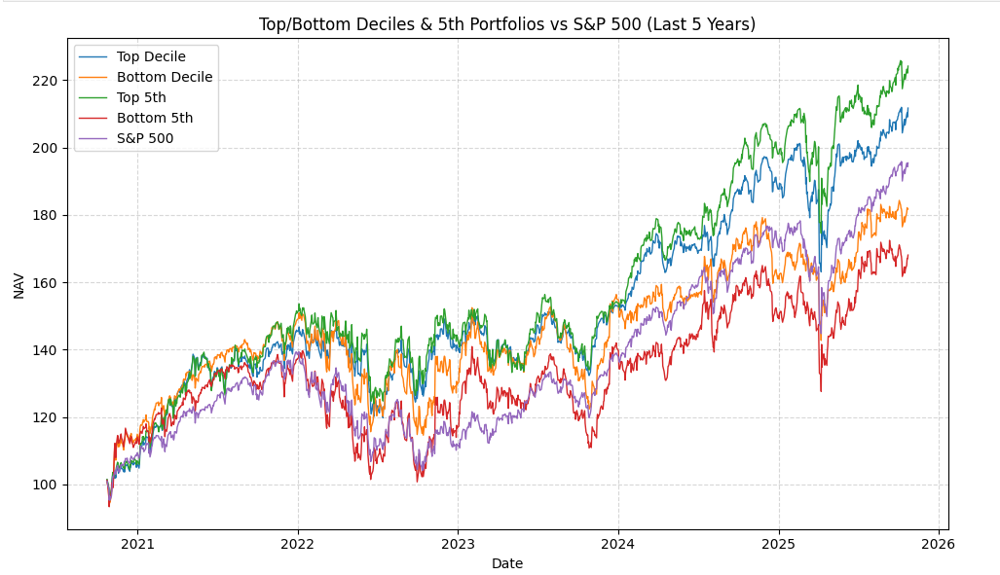 Top/Bottom Deciles & 5th Portfolios vs S&P 500 (Last 5 Years)
Top Decile
Bottom Decile
Top 5th
Bottom 5th
S&P 500
NAV
220
200
180
160
140
120
100
2021
2022
2023
2024
2025
2026
Date